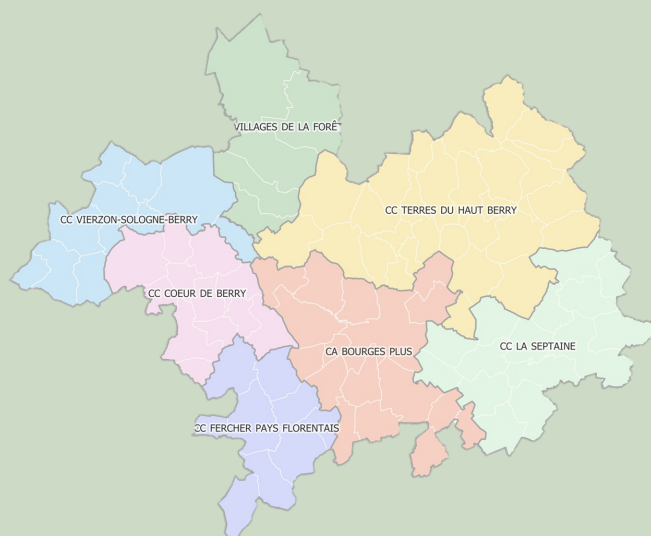 VILLAGES DE LA FORÊT
CC TERRES DU HAUT BERRY
CC VIERZON-SOLOGNE-BERRY
CC COEUR DE BERRY
CA BOURGES PLUS
CC LA SEPTAINE
CC FERCHER PAYS FLORENTAIS